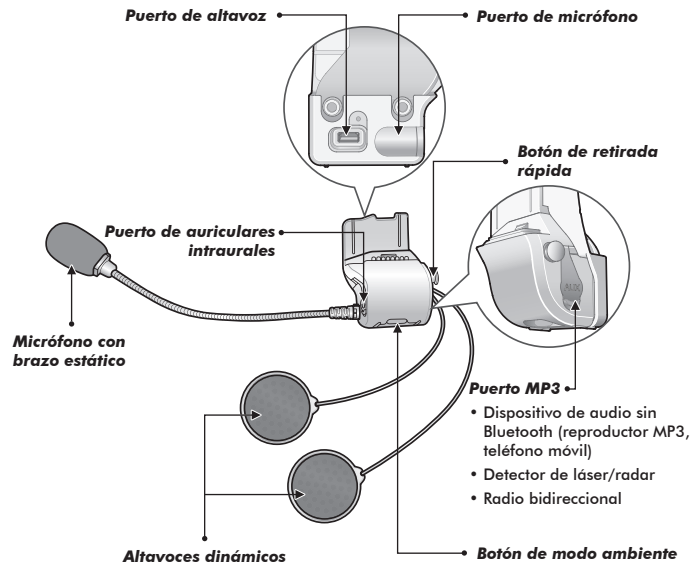 Puerto de altavoz
Puerto de micrófono
Botón de retirada
rápida
Puerto de auriculares
intraurales
AUX
Micrófono con
brazo estático
Puerto MP3
• Dispositivo de audio sin
Bluetooth (reproductor MP3,
teléfono móvil)
• Detector de láser/radar
• Radio bidireccional
Altavoces dinámicos
Botón de modo ambiente